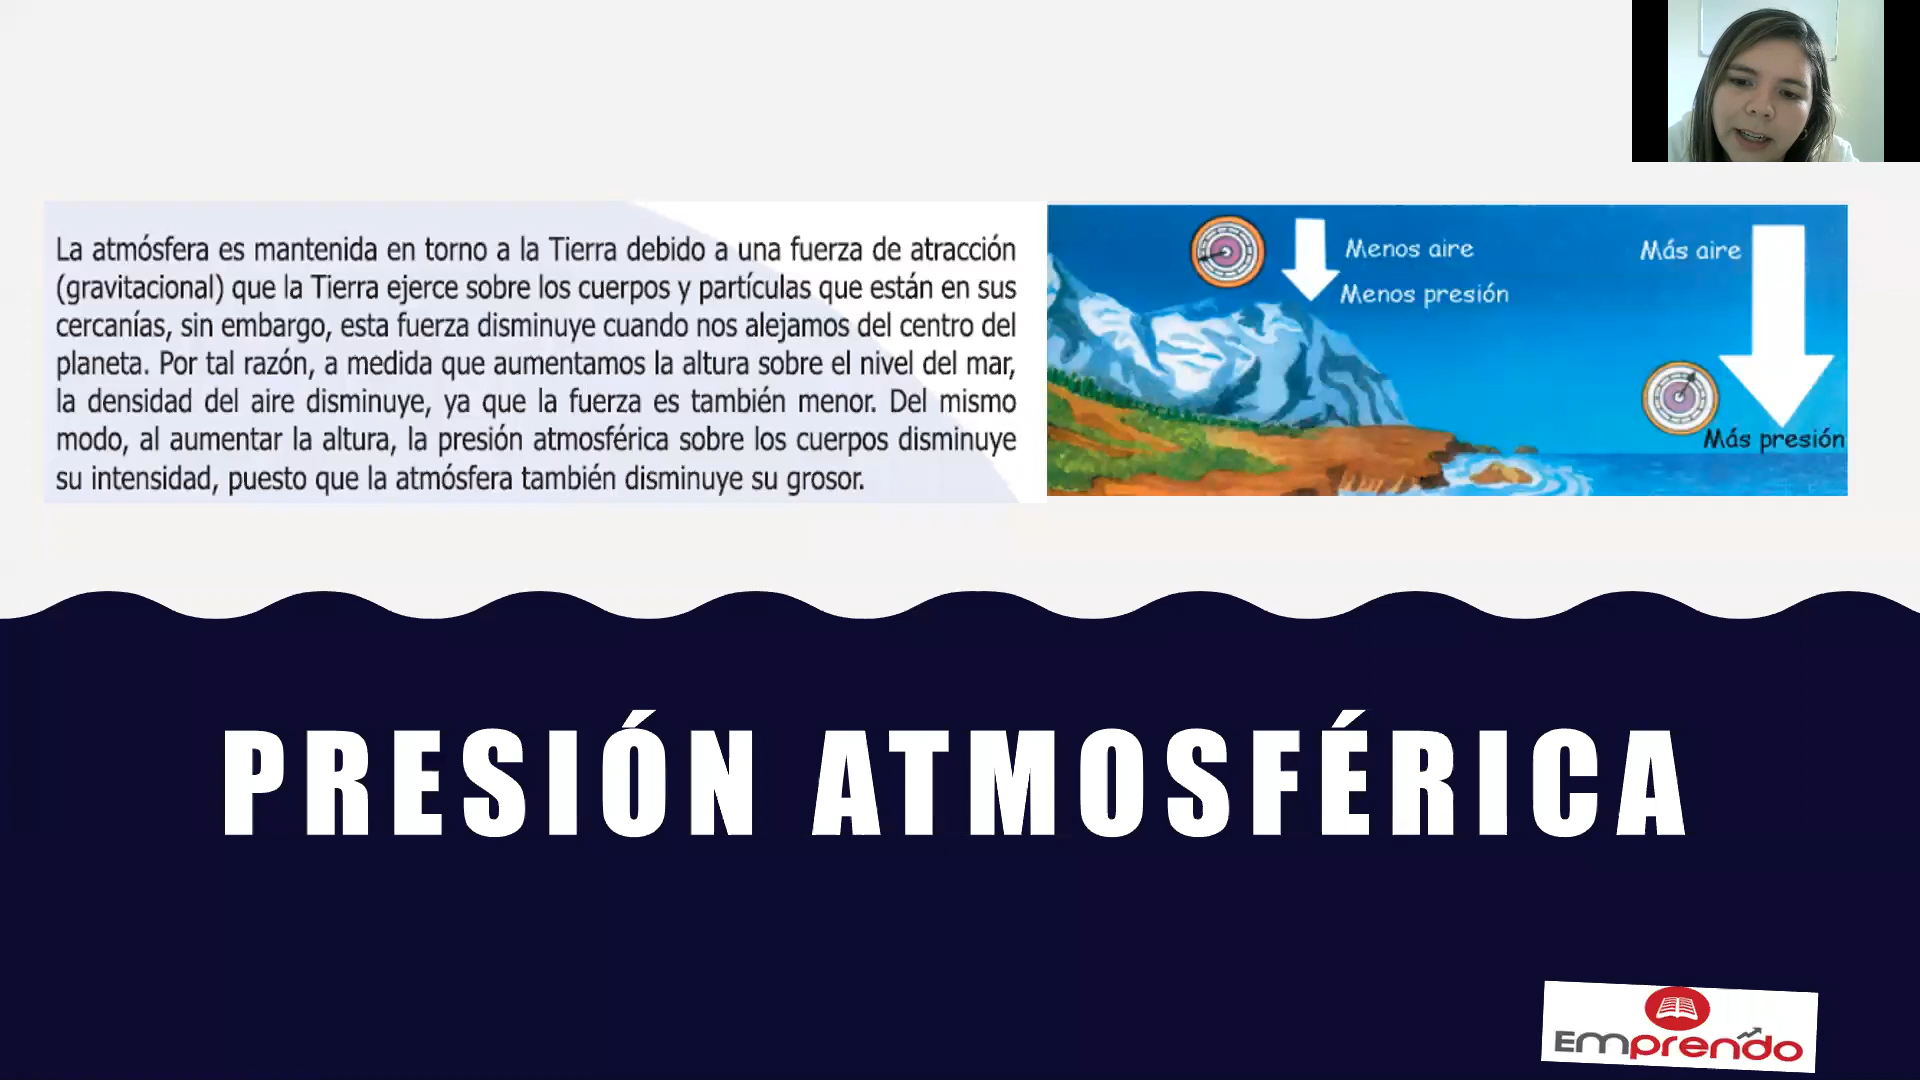 La atmósfera es mantenida en torno a la Tierra debido a una fuerza de atracción
(gravitacional) que la Tierra ejerce sobre los cuerpos y partículas que están en sus
cercanías, sin embargo, esta fuerza disminuye cuando nos alejamos del centro del
planeta. Por tal razón, a medida que aumentamos la altura sobre el nivel del mar,
la densidad del aire disminuye, ya que la fuerza es también menor. Del mismo
modo, al aumentar la altura, la presión atmosférica sobre los cuerpos disminuye
su intensidad, puesto que la atmósfera también disminuye su grosor.
Menos aire
Menos presión
Más aire
Más presión
PRESIÓN ATMOSFÉRICA
Emprendo